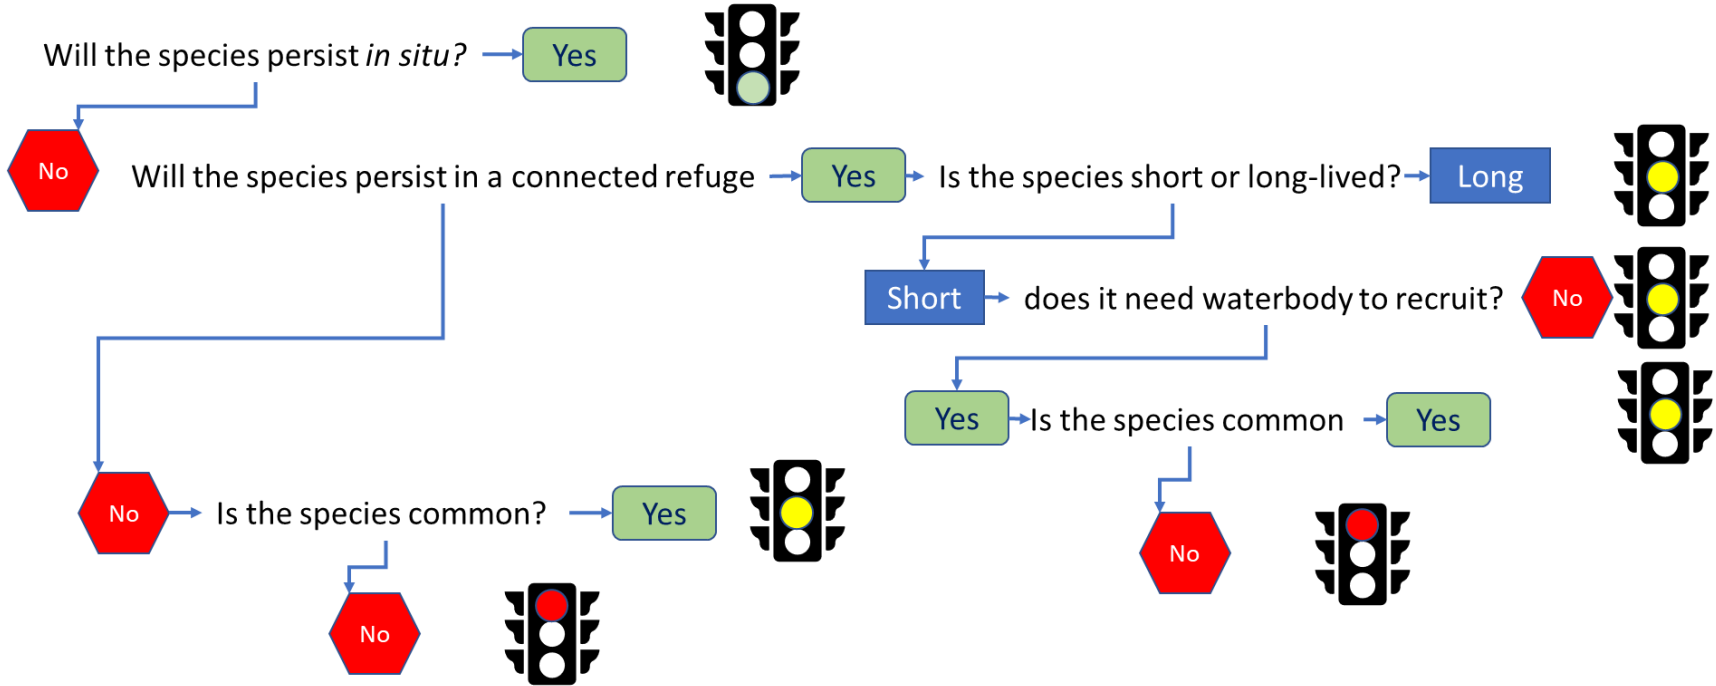 Will the species persist in situ?
Yes
No
Will the species persist in a connected refuge
Yes
Is the species short or long-lived?
Long
Short
does it need waterbody to recruit?
No
Yes
Is the species common
Yes
No
Is the species common?
Yes
No
No